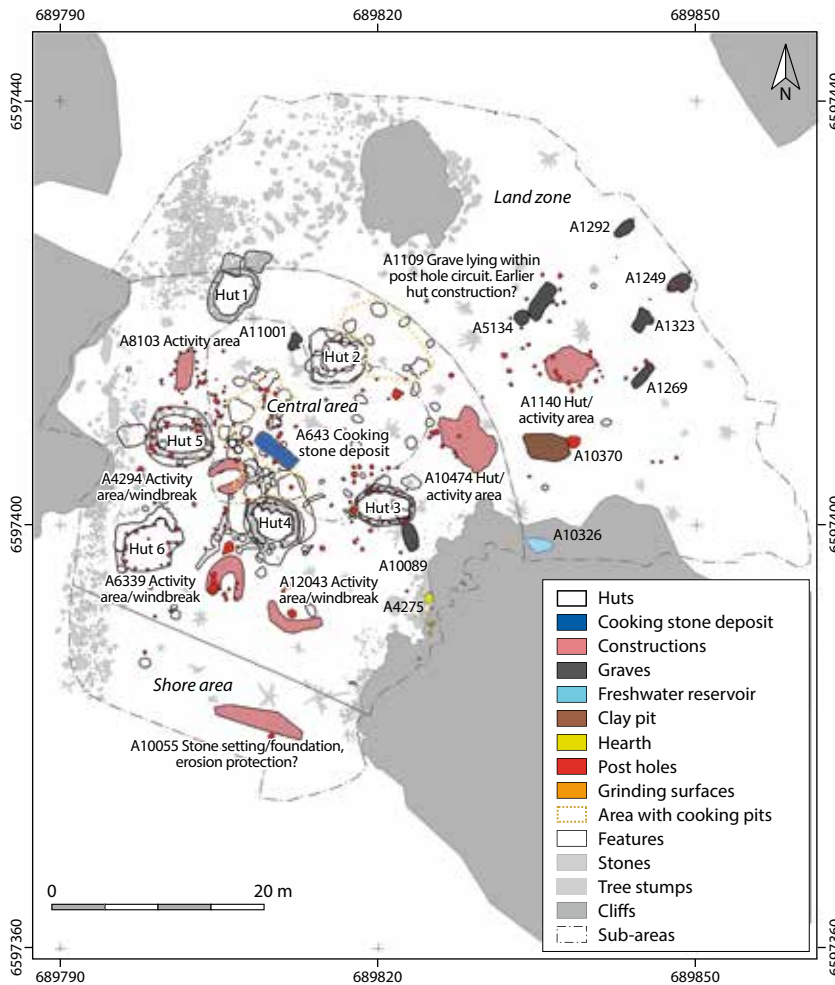 689790
689820
689850
6597440
6597440
N
Land zone
A1292
A1109 Grave lying within
post hole circuit. Earlier
hut construction?
A1249
Hut 1
A5134
A1323
A11001
A8103 Activity area
Hut 2
A1269
A1140 Hut/
activity area
Central area
Hut 5
A643 Cooking
stone deposit
A10370
A4294 Activity
area/windbreak
A10474 Hut/
activity area
Hut 3
6597400
6597400
Hut4
A10326
Hut 6
A10089
A6339 Activity
area/windbreak
A12043 Activity
area/windbreak
A4275
Shore area
A10055 Stone setting/foundation,
erosion protection?
Huts
Cooking stone deposit
Constructions
Graves
Freshwater reservoir
Clay pit
Hearth
Post holes
Grinding surfaces
Area with cooking pits
Features
Stones
Tree stumps
Cliffs
Sub-areas
0
20 m
6597360
6597360
689790
689820
689850